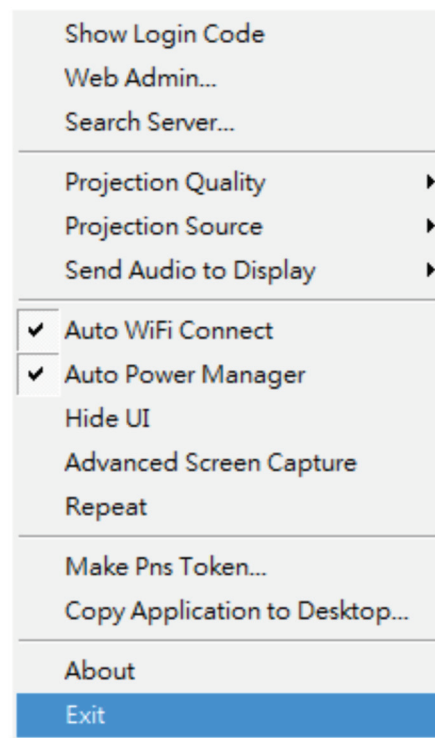 Show Login Code
Web Admin...
Search Server...
Projection Quality
Projection Source
Send Audio to Display
Auto WiFi Connect
Auto Power Manager
Hide UI
Advanced Screen Capture
Repeat
Make Pns Token...
Copy Application to Desktop...
About
Exit